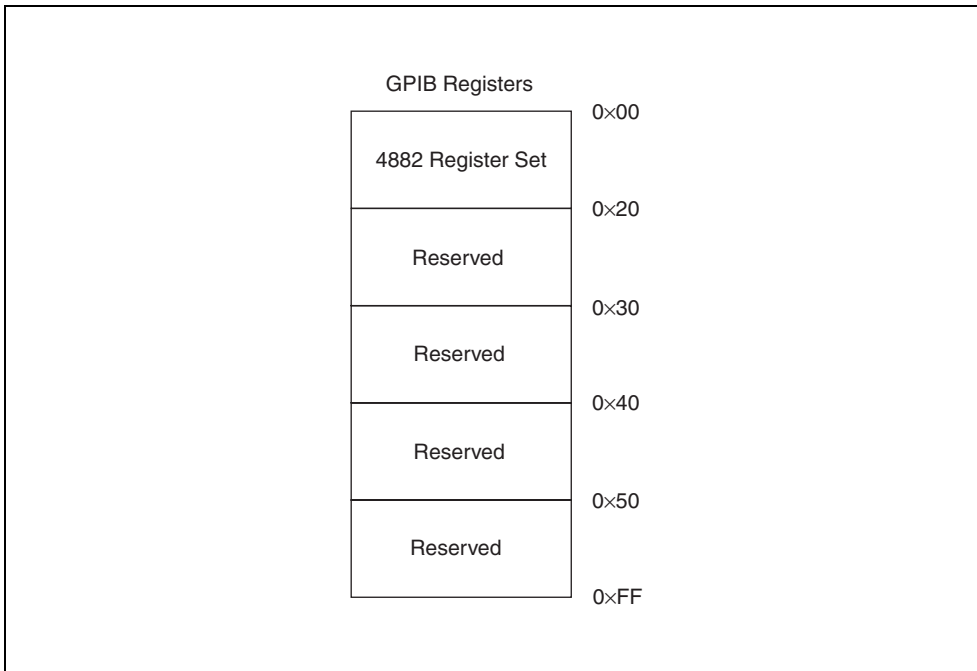 GPIB Registers
0×00
4882 Register Set
0×20
Reserved
0×30
Reserved
0×40
Reserved
0×50
Reserved
0×FF